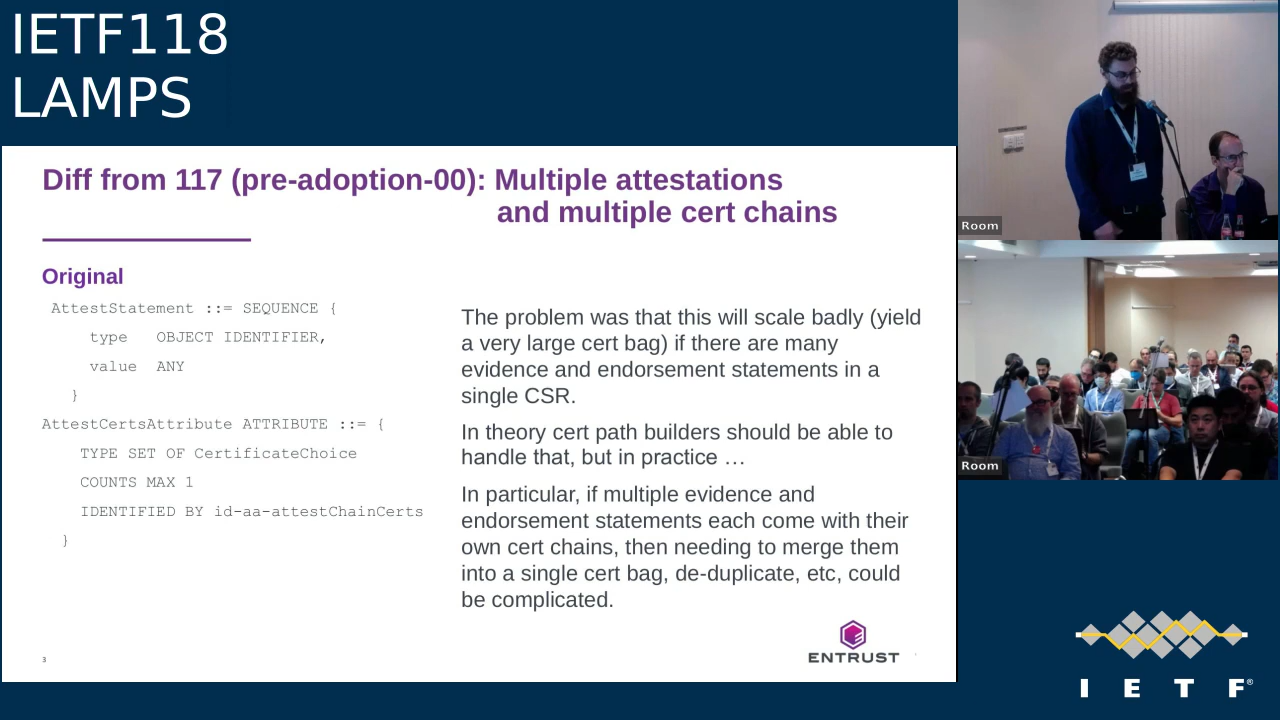 IETF118
LAMPS
Diff from 117 (pre-adoption-00): Multiple attestations
and multiple cert chains
Original
AttestStatement ::= SEQUENCE {
type OBJECT IDENTIFIER,
value ANY
}
AttestCertsAttribute ATTRIBUTE ::= {
TYPE SET OF CertificateChoice
COUNTS MAX 1
IDENTIFIED BY id-aa-attestChainCerts
}
The problem was that this will scale badly (yield
a very large cert bag) if there are many
evidence and endorsement statements in a
single CSR.
In theory cert path builders should be able to
handle that, but in practice …
In particular, if multiple evidence and
endorsement statements each come with their
own cert chains, then needing to merge them
into a single cert bag, de-duplicate, etc, could
be complicated.
3
ENTRUST
Room
Room
I E T F®